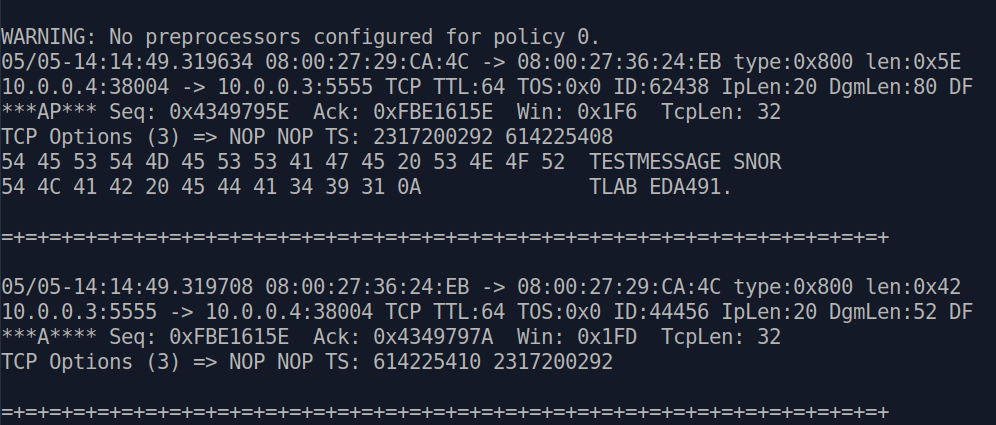 WARNING: No preprocessors configured for policy 0.
05/05-14:14:49.319634 08:00:27:29:CA:4C -> 08:00:27:36:24:EB type:0x800 len:0x5E
10.0.0.4:38004 -> 10.0.0.3:5555 TCP TTL:64 TOS:0x0 ID:62438 IpLen:20 DgmLen:80 DF
***AP*** Seq: 0x4349795E  Ack: 0xFBE1615E  Win: 0x1F6  TcpLen: 32
TCP Options (3) => NOP NOP TS: 2317200292 614225408
54 45 53 54 4D 45 53 53 41 47 45 20 53 4E 4F 52  TESTMESSAGE SNOR
54 4C 41 42 20 45 44 41 34 39 31 0A              TLAB EDA491.
=+=+=+=+=+=+=+=+=+=+=+=+=+=+=+=+=+=+=+=+=+=+=+=+=+=+=+=+=+=+=+=+=+=+=+=+=+
05/05-14:14:49.319708 08:00:27:36:24:EB -> 08:00:27:29:CA:4C type:0x800 len:0x42
10.0.0.3:5555 -> 10.0.0.4:38004 TCP TTL:64 TOS:0x0 ID:44456 IpLen:20 DgmLen:52 DF
***A**** Seq: 0xFBE1615E  Ack: 0x4349797A  Win: 0x1FD  TcpLen: 32
TCP Options (3) => NOP NOP TS: 614225410 2317200292
=+=+=+=+=+=+=+=+=+=+=+=+=+=+=+=+=+=+=+=+=+=+=+=+=+=+=+=+=+=+=+=+=+=+=+=+=+